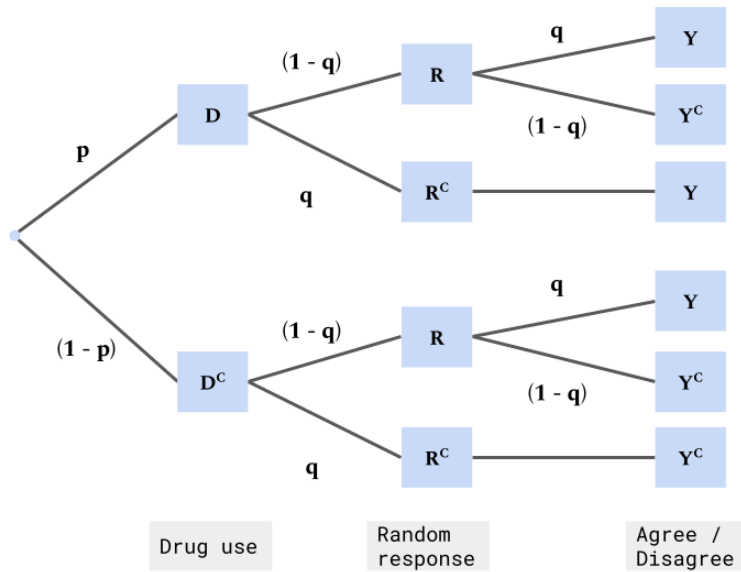 q
Y
(1 - q)
R
D
(1 - q)
Y^C
p
q
R^C
Y
q
Y
(1 - q)
R
(1 - p)
D^C
(1 - q)
Y^C
q
R^C
Y^C
Drug use
Random
response
Agree /
Disagree